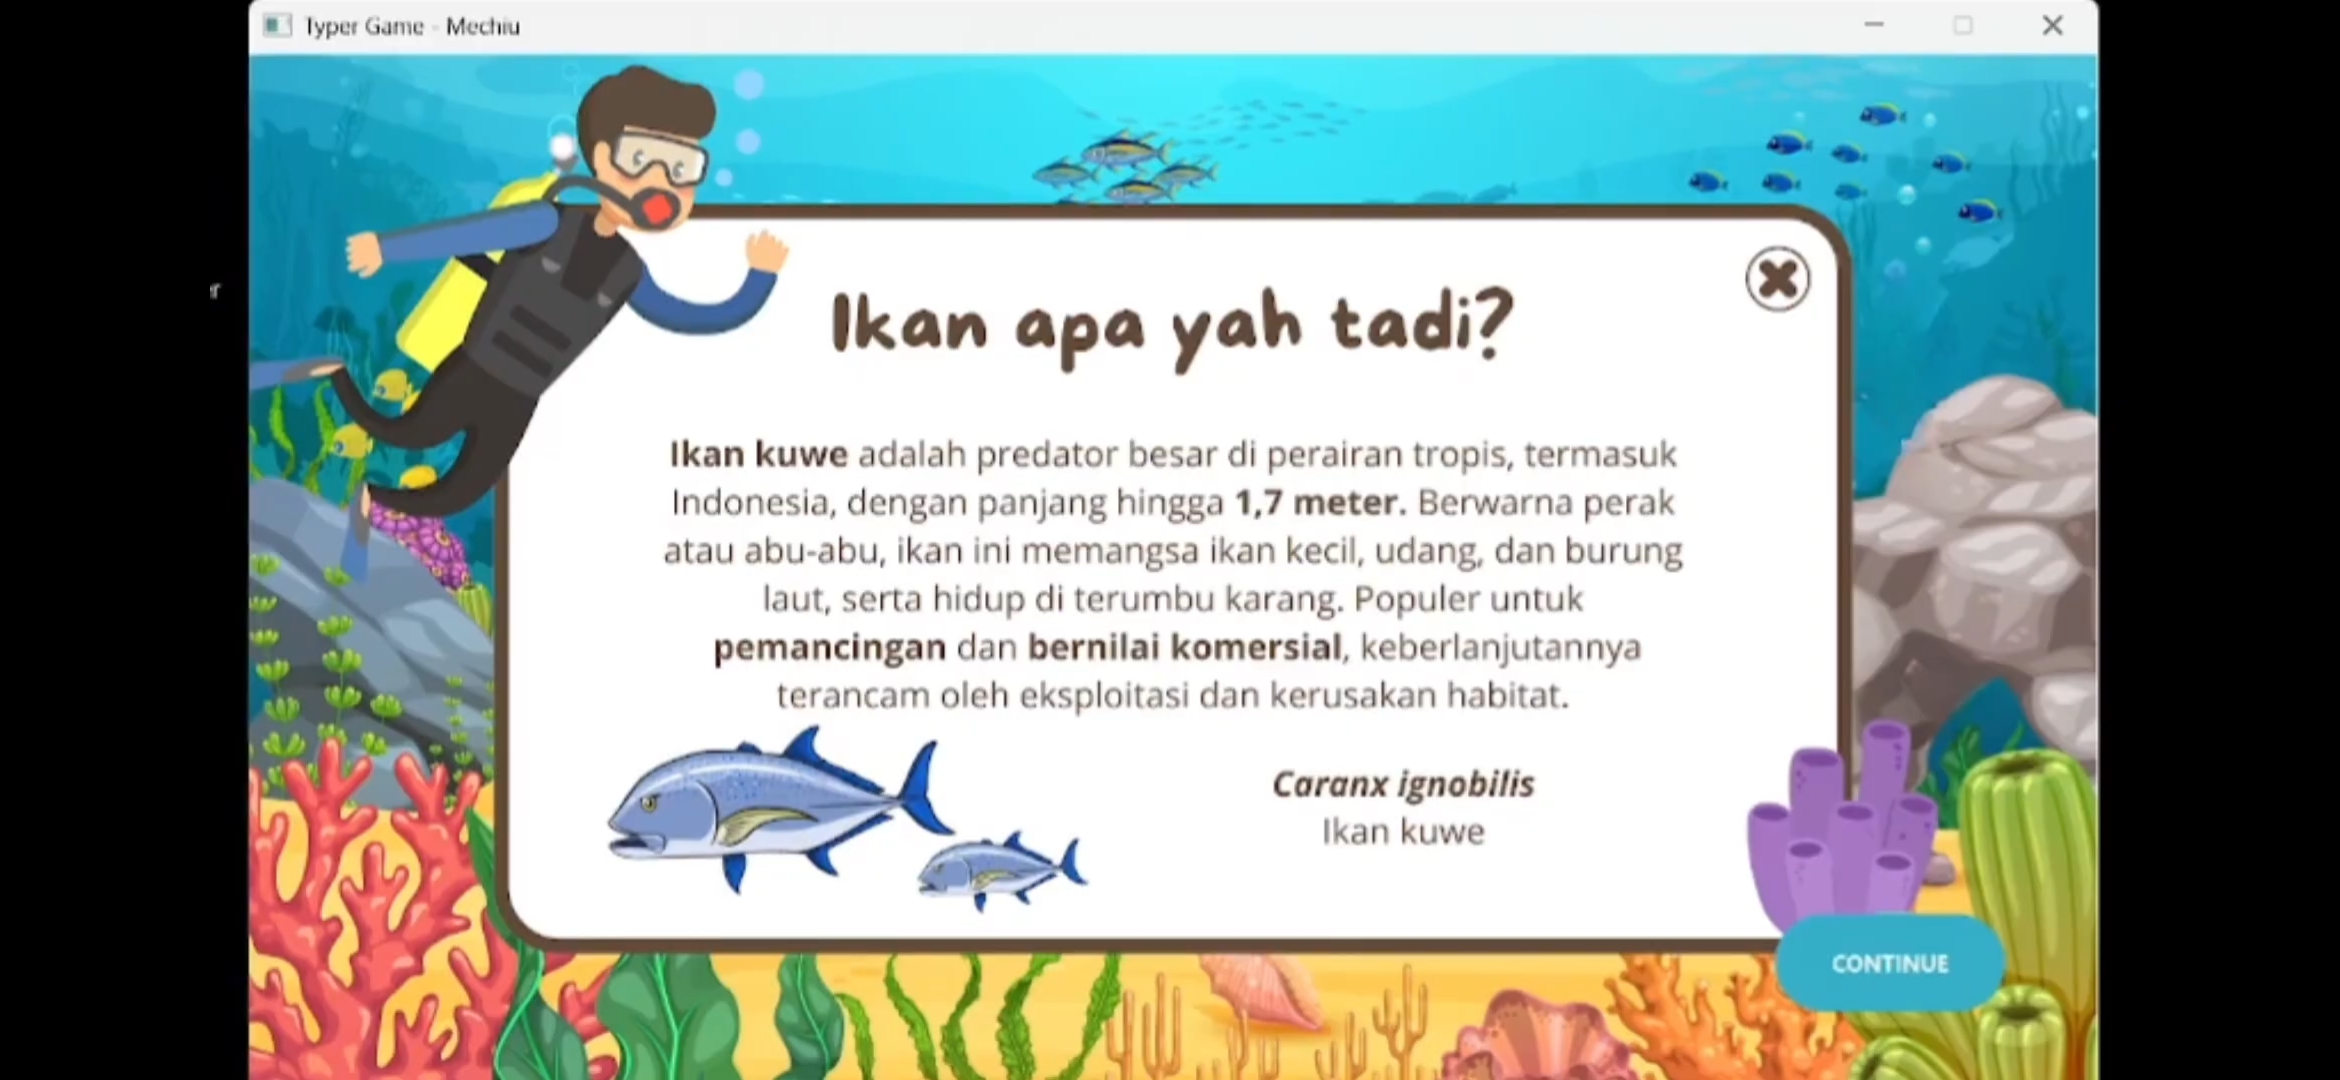 Typer Game - Mechiu
Ikan apa yah tadi?
Ikan kuwe adalah predator besar di perairan tropis, termasuk
Indonesia, dengan panjang hingga 1,7 meter. Berwarna perak
atau abu-abu, ikan ini memangsa ikan kecil, udang, dan burung
laut, serta hidup di terumbu karang. Populer untuk
pemancingan dan bernilai komersial, keberlanjutannya
terancam oleh eksploitasi dan kerusakan habitat.
Caranx ignobilis
Ikan kuwe
CONTINUE